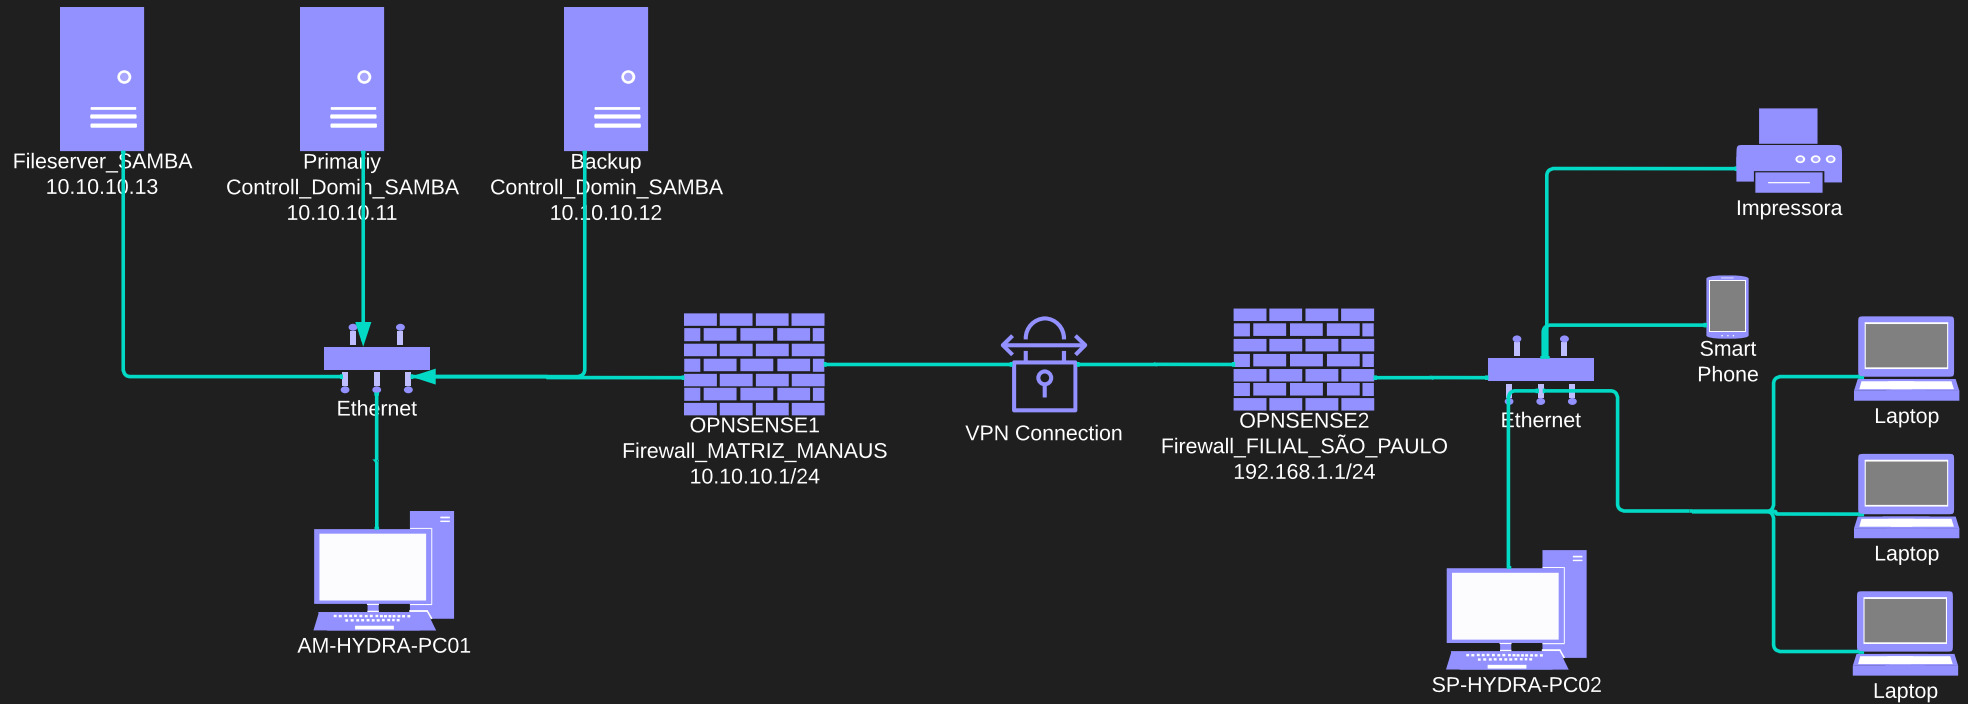 Fileserver_SAMBA
10.10.10.13
Primariy
Controll_Domin_SAMBA
10.10.10.11
Backup
Controll_Domin_SAMBA
10.10.10.12
Impressora
Smart
Phone
Ethernet
OPNSENSE1
Firewall_MATRIZ_MANAUS
10.10.10.1/24
VPN Connection
OPNSENSE2
Firewall_FILIAL_SÃO_PAULO
192.168.1.1/24
Ethernet
Laptop
Laptop
AM-HYDRA-PC01
SP-HYDRA-PC02
Laptop